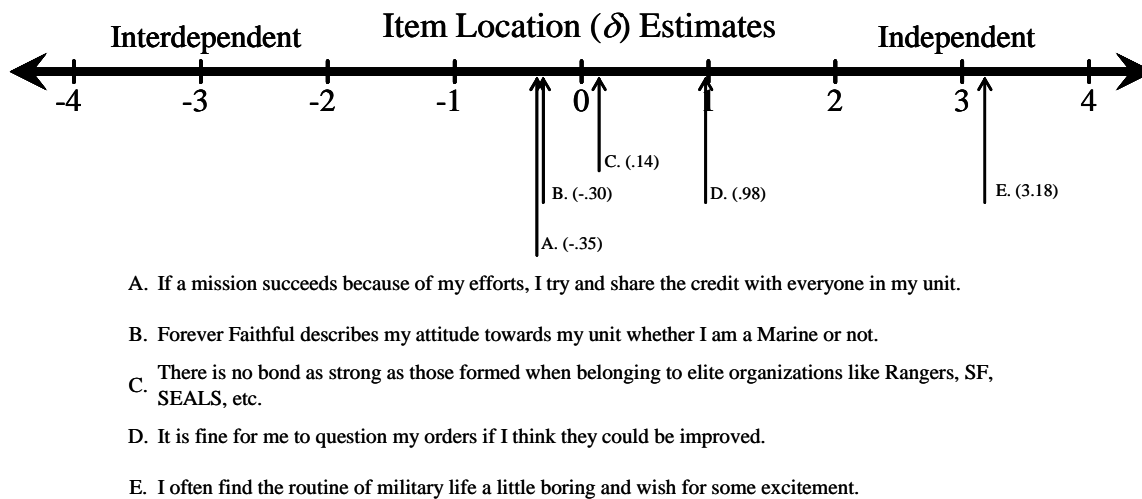 Item Location (δ) Estimates
Interdependent
Independent
-4 -3 -2 -1 0 1 2 3 4
C. (.14)
B. (-.30)
D. (.98)
E. (3.18)
A. (-.35)
A. If a mission succeeds because of my efforts, I try and share the credit with everyone in my unit.
B. Forever Faithful describes my attitude towards my unit whether I am a Marine or not.
C. There is no bond as strong as those formed when belonging to elite organizations like Rangers, SF,
SEALS, etc.
D. It is fine for me to question my orders if I think they could be improved.
E. I often find the routine of military life a little boring and wish for some excitement.